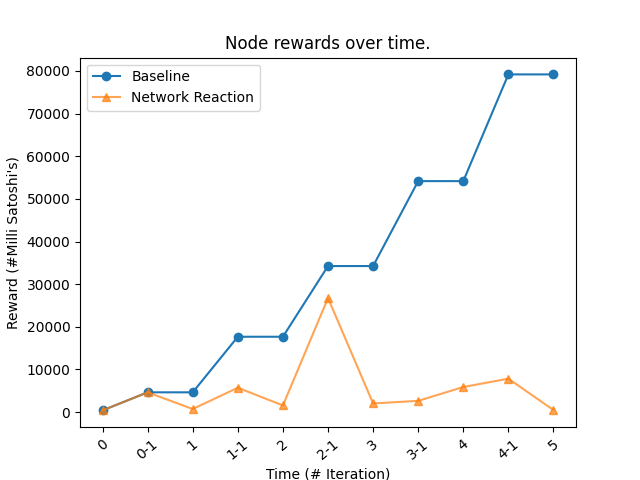 Node rewards over time.
Baseline
Network Reaction
Reward (#Milli Satoshi's)
80000
70000
60000
50000
40000
30000
20000
10000
0
0 0-1 1 1-1 2 2-1 3 3-1 4 4-1 5
Time (# Iteration)